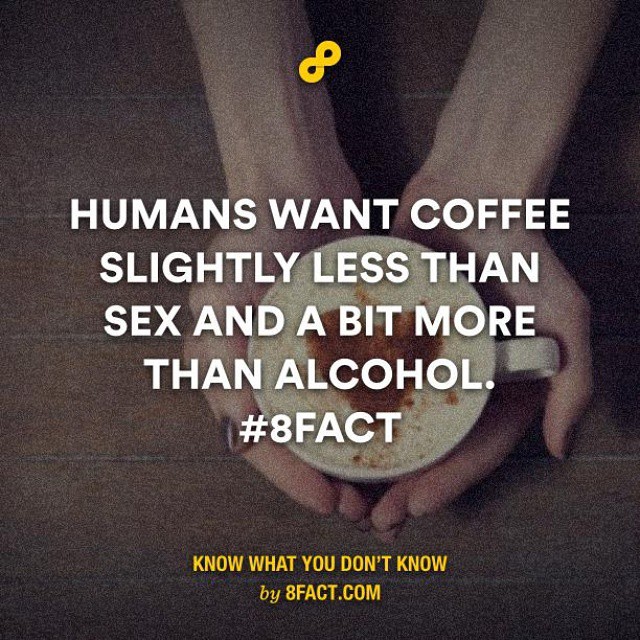 HUMANS WANT COFFEE
SLIGHTLY LESS THAN
SEX AND A BIT MORE
THAN ALCOHOL.
#8FACT
KNOW WHAT YOU DON'T KNOW
by 8FACT.COM